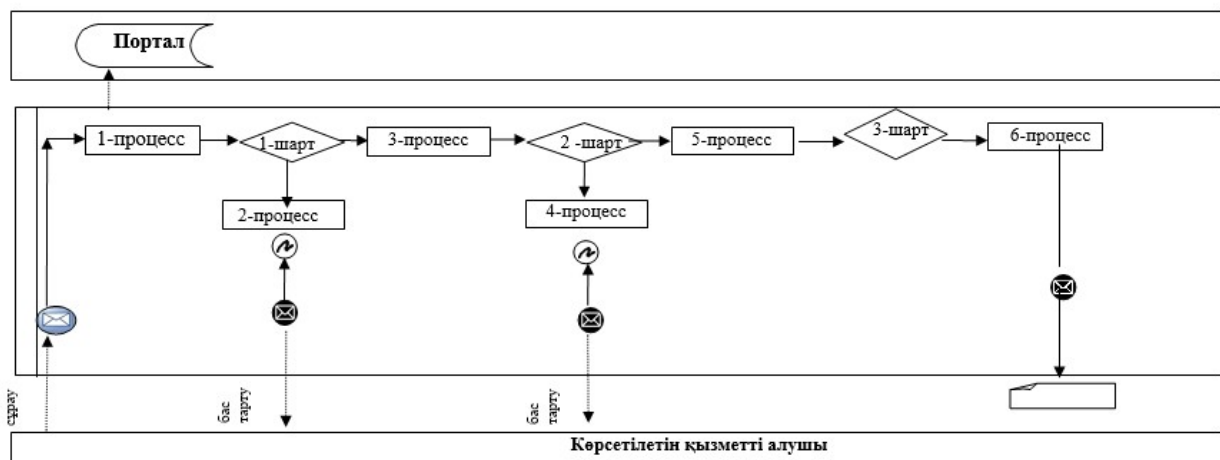 Портал
1-процесс
1-шарт
3-процесс
2 -шарт
5-процесс
3-шарт
6-процесс
2-процесс
4-процесс
сұрау
бас
тарту
бас
тарту
Көрсетілетін қызметті алушы